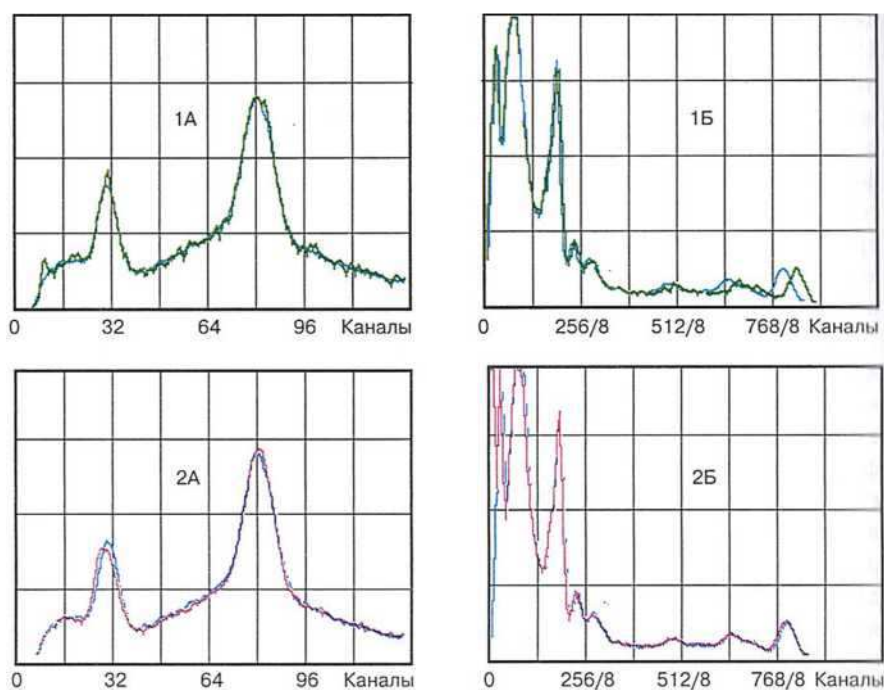 1А
1Б
0 32 64 96 Каналы
0 256/8 512/8 768/8 Каналы
2А
2Б
0 32 64 96 Каналы
0 256/8 512/8 768/8 Каналы